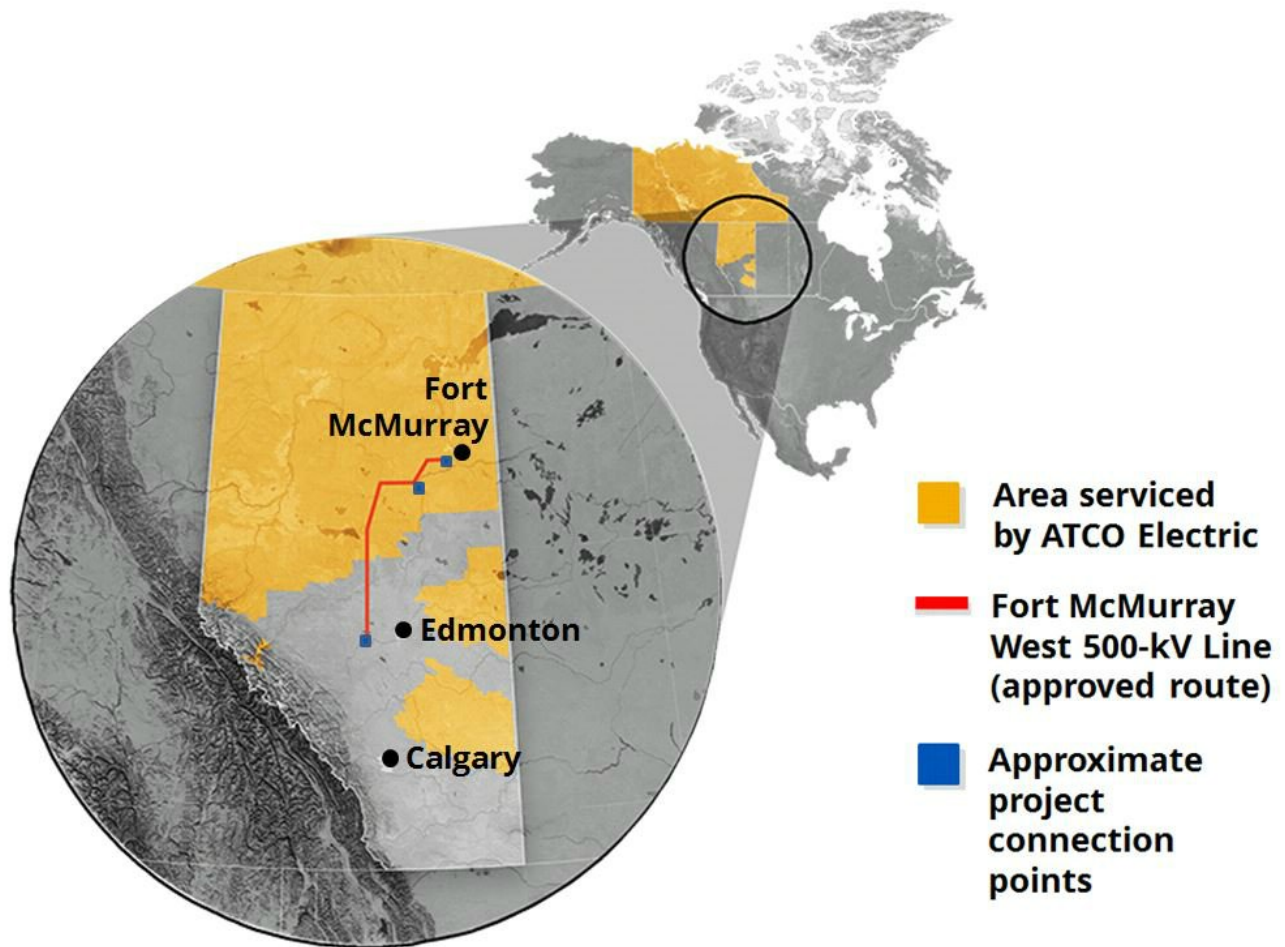 Fort
McMurray
Edmonton
Calgary
Area serviced
by ATCO Electric
Fort McMurray
West 500-kV Line
(approved route)
Approximate
project
connection
points